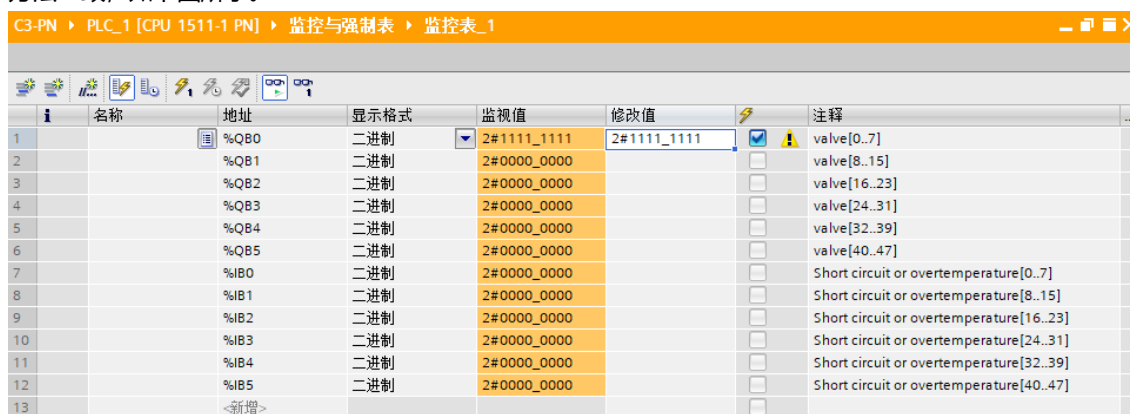 C3-PN ▸ PLC_1 [CPU 1511-1 PN] ▸ 监控与强制表 ▸ 监控表_1
i 名称 地址 显示格式 监视值 修改值 注释
1 %QB0 二进制 2#1111_1111 2#1111_1111 valve[0..7]
2 %QB1 二进制 2#0000_0000 valve[8..15]
3 %QB2 二进制 2#0000_0000 valve[16..23]
4 %QB3 二进制 2#0000_0000 valve[24..31]
5 %QB4 二进制 2#0000_0000 valve[32..39]
6 %QB5 二进制 2#0000_0000 valve[40..47]
7 %IB0 二进制 2#0000_0000 Short circuit or overtemperature[0..7]
8 %IB1 二进制 2#0000_0000 Short circuit or overtemperature[8..15]
9 %IB2 二进制 2#0000_0000 Short circuit or overtemperature[16..23]
10 %IB3 二进制 2#0000_0000 Short circuit or overtemperature[24..31]
11 %IB4 二进制 2#0000_0000 Short circuit or overtemperature[32..39]
12 %IB5 二进制 2#0000_0000 Short circuit or overtemperature[40..47]
13 <新增>